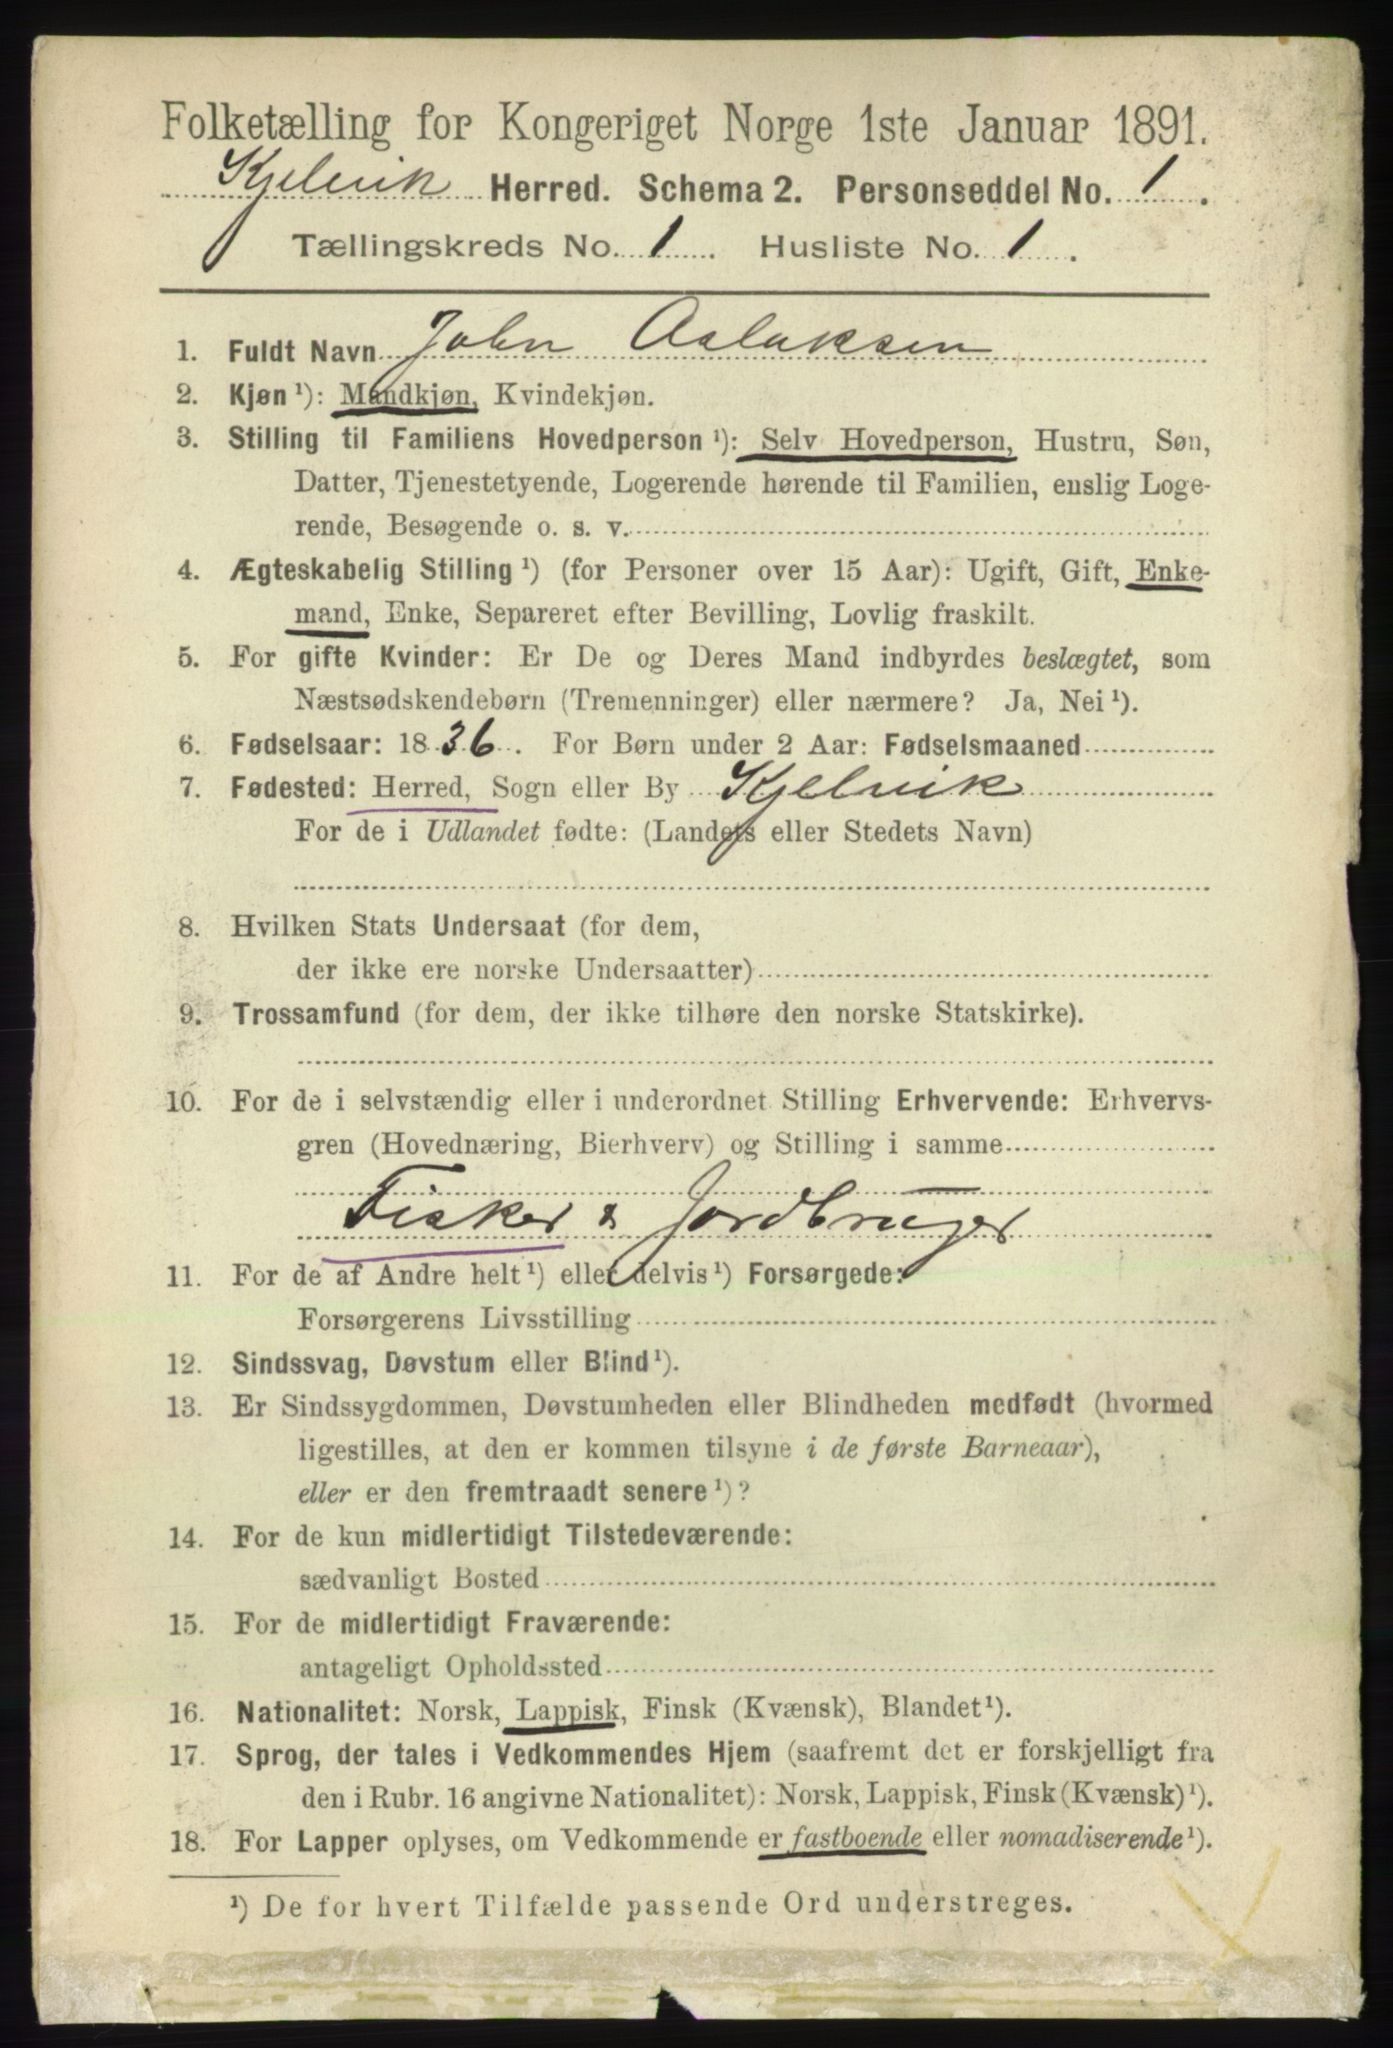 Folketælling for Kongeriget Norge 1ste Januar 1891.
Kjelvik Herred. Schema 2. Personseddel No. 1.
Tællingskreds No. 1. Husliste No. 1.
1. Fuldt Navn John Aslaksen
2. Kjøn ¹): Mandkjøn, Kvindekjøn.
3. Stilling til Familiens Hovedperson ¹): Selv Hovedperson, Hustru, Søn,
Datter, Tjenestetyende, Logerende hørende til Familien, enslig Loge-
rende, Besøgende o. s. v.
4. Ægteskabelig Stilling ¹) (for Personer over 15 Aar): Ugift, Gift, Enke-
mand, Enke, Separeret efter Bevilling, Lovlig fraskilt.
5. For gifte Kvinder: Er De og Deres Mand indbyrdes beslægtet, som
Næstsødskendebørn (Tremenninger) eller nærmere? Ja, Nei ¹).
6. Fødselsaar: 1836. For Børn under 2 Aar: Fødselsmaaned
7. Fødested: Herred, Sogn eller By Kjelvik
For de i Udlandet fødte: (Landets eller Stedets Navn)
8. Hvilken Stats Undersaat (for dem,
der ikke ere norske Undersaatter)
9. Trossamfund (for dem, der ikke tilhøre den norske Statskirke).
10. For de i selvstændig eller i underordnet Stilling Erhvervende: Erhvervs-
gren (Hovednæring, Bierhverv) og Stilling i samme
Fisker & Jordbruger
11. For de af Andre helt ¹) eller delvis ¹) Forsørgede:
Forsørgerens Livsstilling
12. Sindssvag, Døvstum eller Blind ¹).
13. Er Sindssygdommen, Døvstumheden eller Blindheden medfødt (hvormed
ligestilles, at den er kommen tilsyne i de første Barneaar),
eller er den fremtraadt senere ¹)?
14. For de kun midlertidigt Tilstedeværende:
sædvanligt Bosted
15. For de midlertidigt Fraværende:
antageligt Opholdssted
16. Nationalitet: Norsk, Lappisk, Finsk (Kvænsk), Blandet ¹).
17. Sprog, der tales i Vedkommendes Hjem (saafremt det er forskjelligt fra
den i Rubr. 16 angivne Nationalitet): Norsk, Lappisk, Finsk (Kvænsk) ¹).
18. For Lapper oplyses, om Vedkommende er fastboende eller nomadiserende ¹).
¹) De for hvert Tilfælde passende Ord understreges.